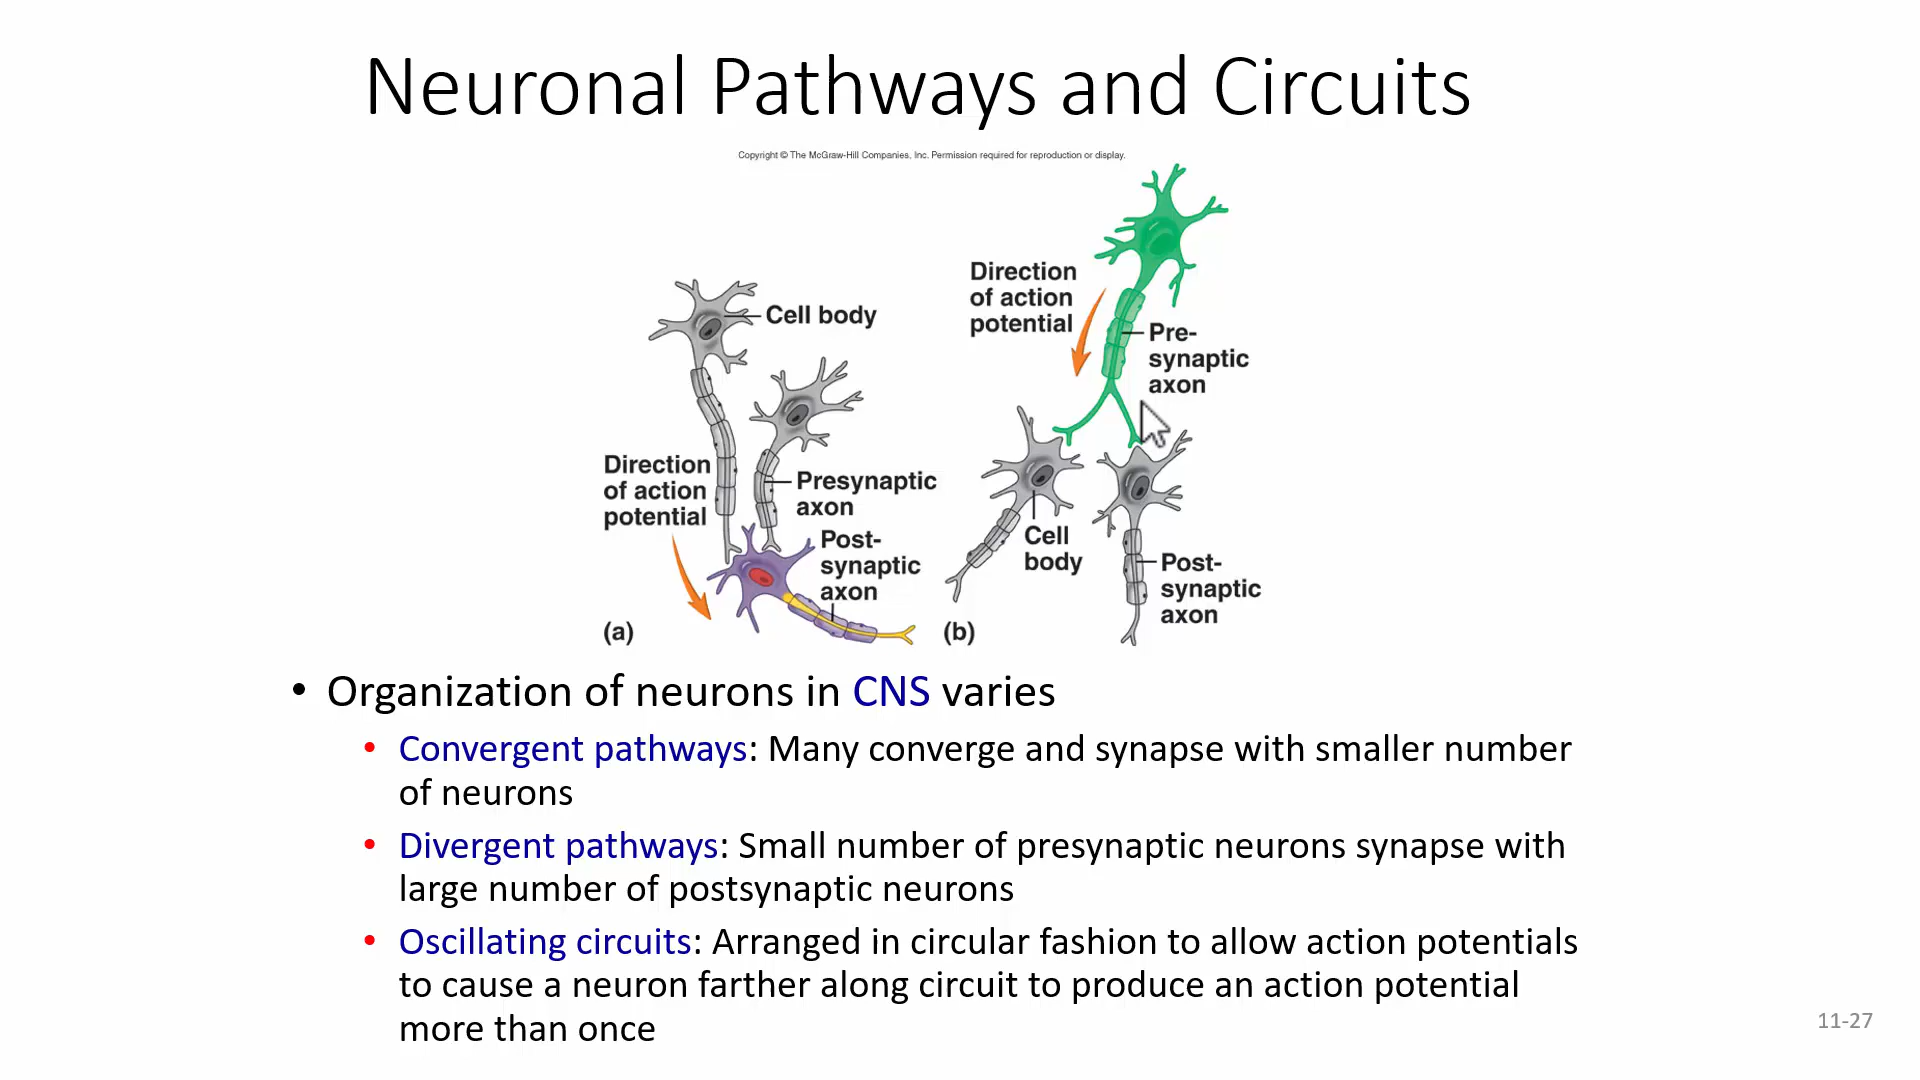 Neuronal Pathways and Circuits
Copyright © The McGraw-Hill Companies, Inc. Permission required for reproduction or display.
Cell body
Direction
of action
potential
Presynaptic
axon
Post-
synaptic
axon
(a)
Direction
of action
potential
Pre-
synaptic
axon
Cell
body
Post-
synaptic
axon
(b)
• Organization of neurons in CNS varies
• Convergent pathways: Many converge and synapse with smaller number
of neurons
• Divergent pathways: Small number of presynaptic neurons synapse with
large number of postsynaptic neurons
• Oscillating circuits: Arranged in circular fashion to allow action potentials
to cause a neuron farther along circuit to produce an action potential
more than once
11-27